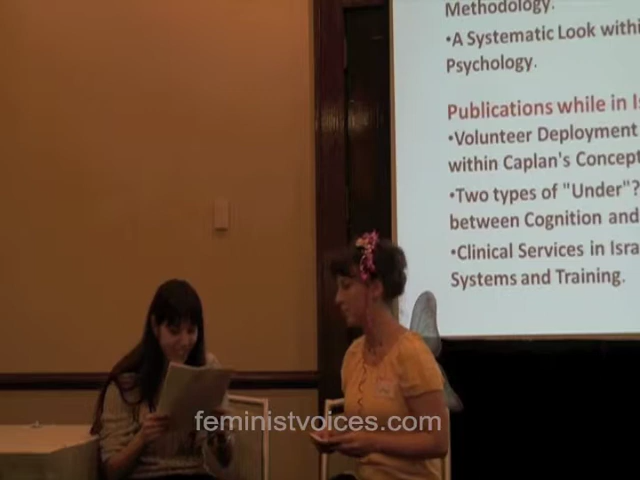 Methodology.
•A Systematic Look withi
Psychology.
Publications while in Is
•Volunteer Deployment
within Caplan's Concept
•Two types of "Under"?
between Cognition and
•Clinical Services in Isra
Systems and Training.
feministvoices.com